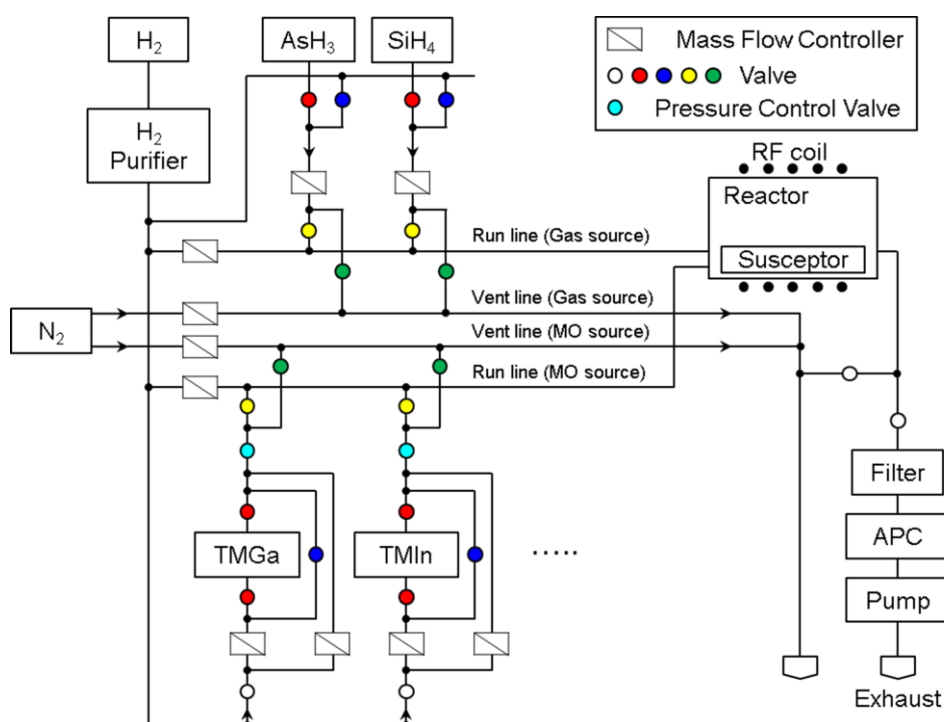 H₂
AsH₃
SiH₄
Mass Flow Controller
Valve
Pressure Control Valve
H₂
Purifier
RF coil
Reactor
Susceptor
Run line (Gas source)
Vent line (Gas source)
N₂
Vent line (MO source)
Run line (MO source)
Filter
APC
Pump
TMGa
TMIn
.....
Exhaust